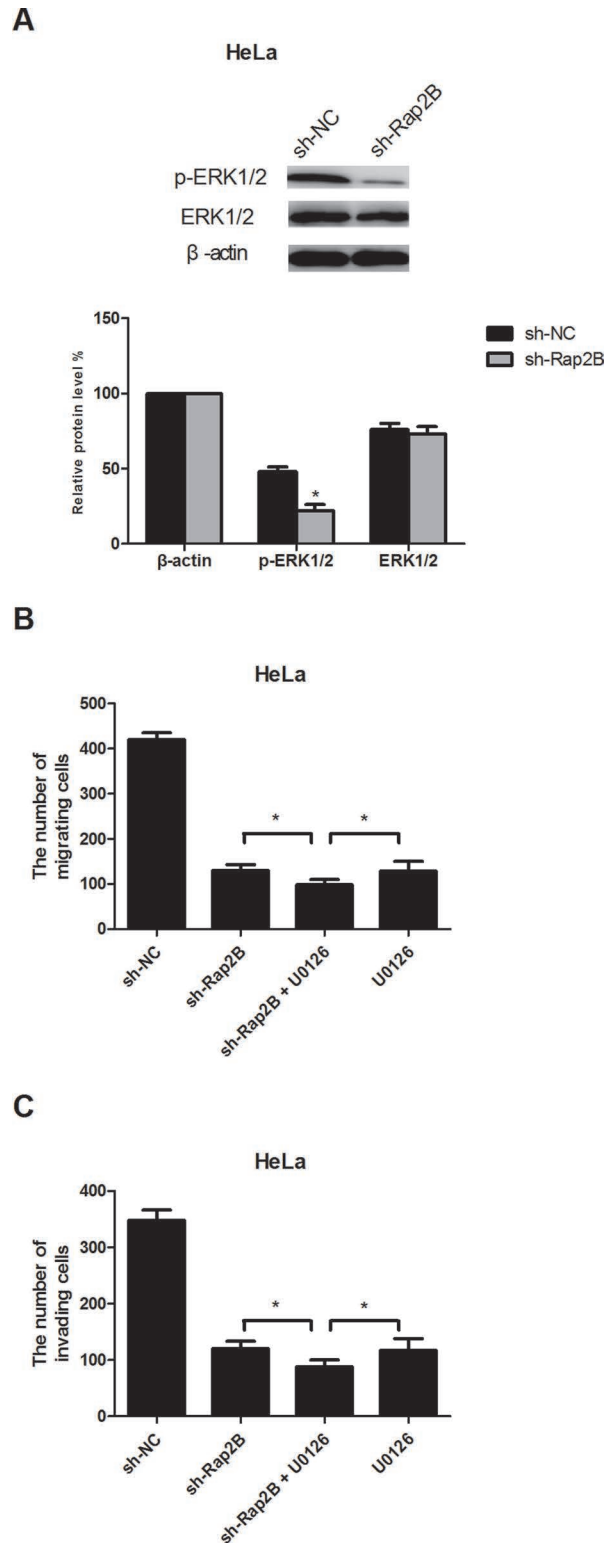 A
HeLa
sh-NC
sh-Rap2B
p-ERK1/2
ERK1/2
β -actin
Relative protein level %
150
100
50
0
β-actin
p-ERK1/2
ERK1/2
*
sh-NC
sh-Rap2B
B
HeLa
The number of
migrating cells
500
400
300
200
100
0
*
*
sh-NC
sh-Rap2B
sh-Rap2B + U0126
U0126
C
HeLa
The number of
invading cells
400
300
200
100
0
*
*
sh-NC
sh-Rap2B
sh-Rap2B + U0126
U0126